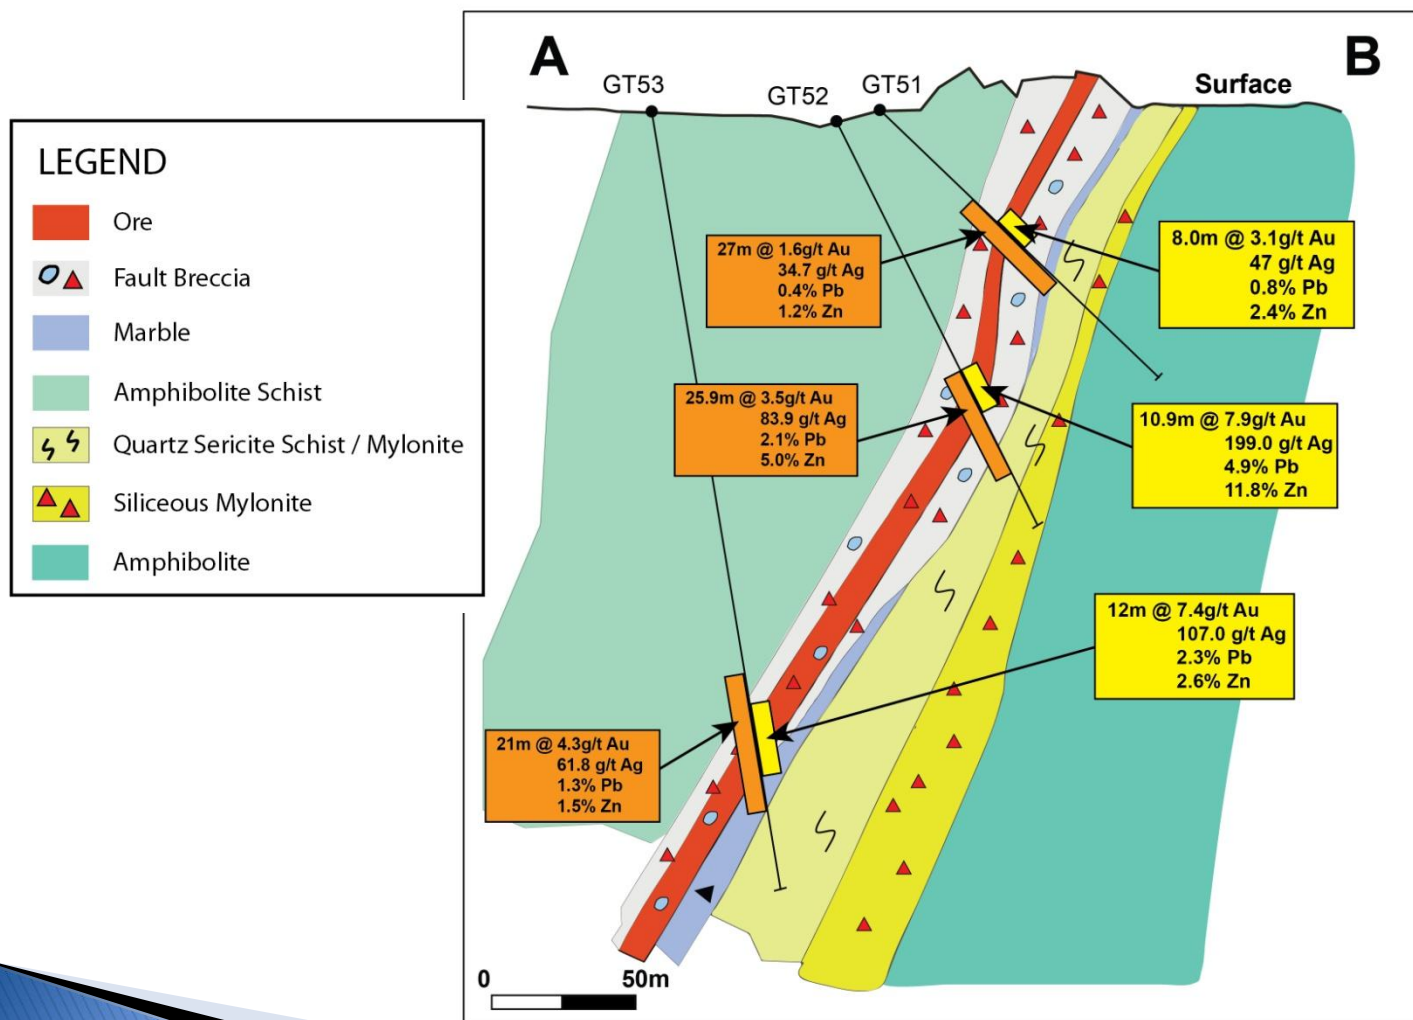 A
B
GT53
GT52
GT51
Surface
LEGEND
Ore
Fault Breccia
Marble
Amphibolite Schist
Quartz Sericite Schist / Mylonite
Siliceous Mylonite
Amphibolite
27m @ 1.6g/t Au
34.7 g/t Ag
0.4% Pb
1.2% Zn
8.0m @ 3.1g/t Au
47 g/t Ag
0.8% Pb
2.4% Zn
25.9m @ 3.5g/t Au
83.9 g/t Ag
2.1% Pb
5.0% Zn
10.9m @ 7.9g/t Au
199.0 g/t Ag
4.9% Pb
11.8% Zn
12m @ 7.4g/t Au
107.0 g/t Ag
2.3% Pb
2.6% Zn
21m @ 4.3g/t Au
61.8 g/t Ag
1.3% Pb
1.5% Zn
0 50m